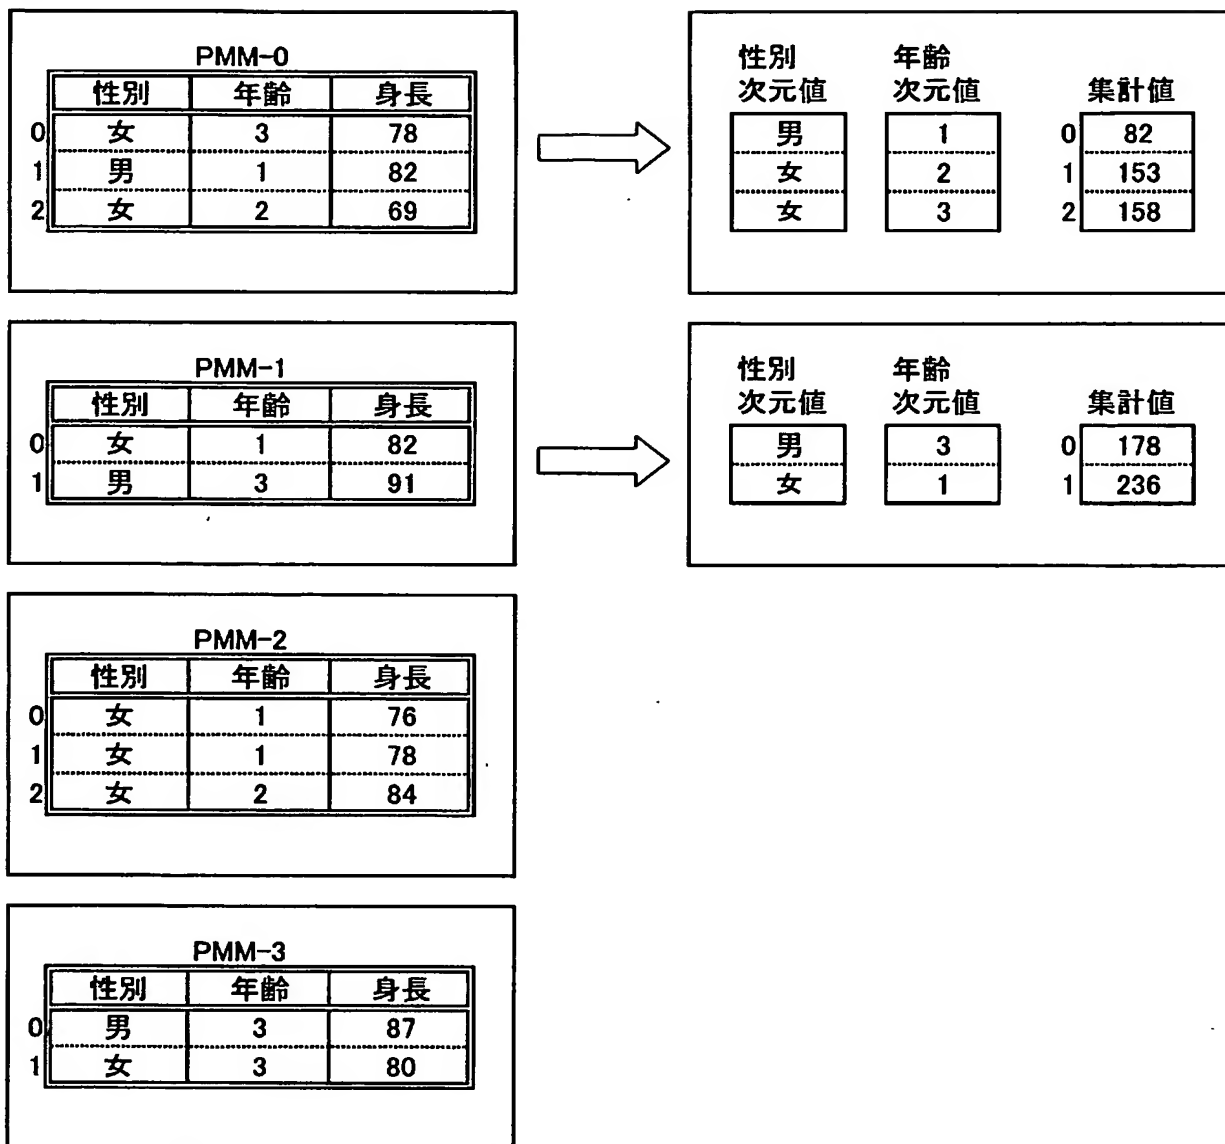 PMM-0
性別 年齢 身長
0 女 3 78
1 男 1 82
2 女 2 69
性別 年齢
次元値 次元値 集計値
男 1 0 82
女 2 1 153
女 3 2 158
PMM-1
性別 年齢 身長
0 女 1 82
1 男 3 91
性別 年齢
次元値 次元値 集計値
男 3 0 178
女 1 1 236
PMM-2
性別 年齢 身長
0 女 1 76
1 女 1 78
2 女 2 84
PMM-3
性別 年齢 身長
0 男 3 87
1 女 3 80